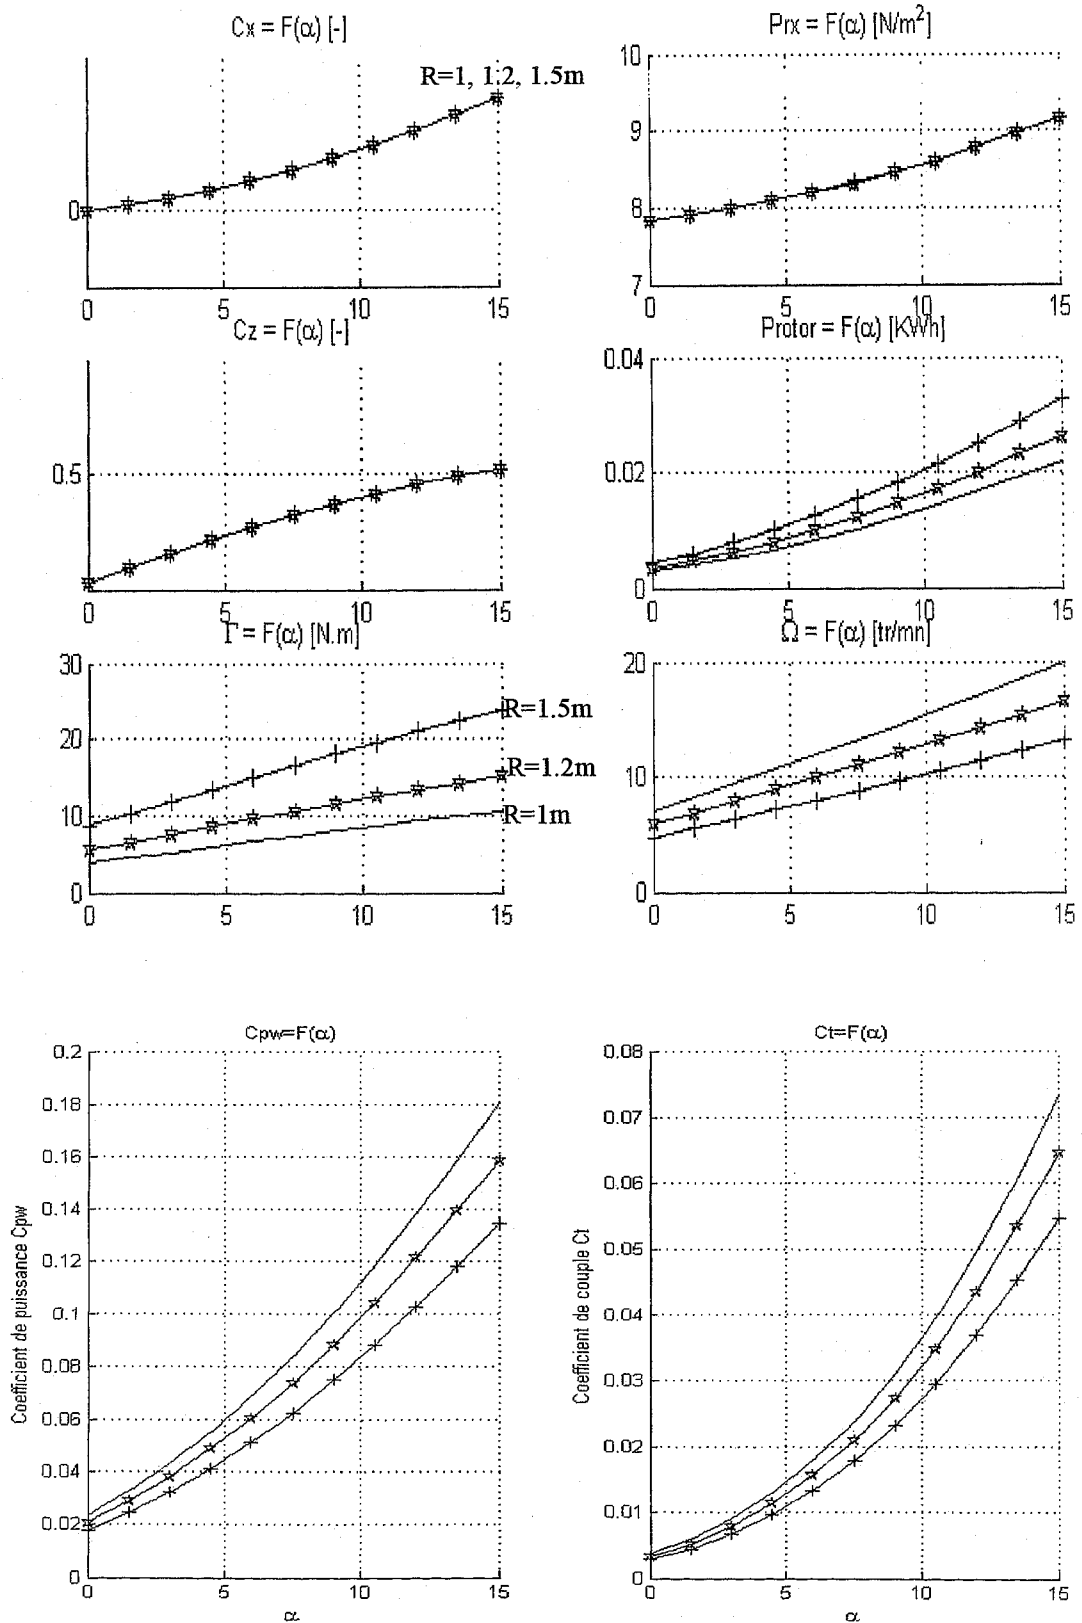 Cx = F(α) [-]
R=1, 1.2, 1.5m
0
0 5 10 15
Prx = F(α) [N/m²]
10
9
8
7
0 5 10 15
Cz = F(α) [-]
0.5
0 5 10 15
Protor = F(α) [KWh]
0.04
0.02
0
0 5 10 15
Γ = F(α) [N.m]
30
20
10
0
R=1.5m
R=1.2m
R=1m
0 5 10 15
Ω = F(α) [tr/mn]
20
10
0
0 5 10 15
Cpw=F(α)
Coefficient de puissance Cpw
0.2
0.18
0.16
0.14
0.12
0.1
0.08
0.06
0.04
0.02
0
0 5 10 15
α
Ct=F(α)
Coefficient de couple Ct
0.08
0.07
0.06
0.05
0.04
0.03
0.02
0.01
0
0 5 10 15
α